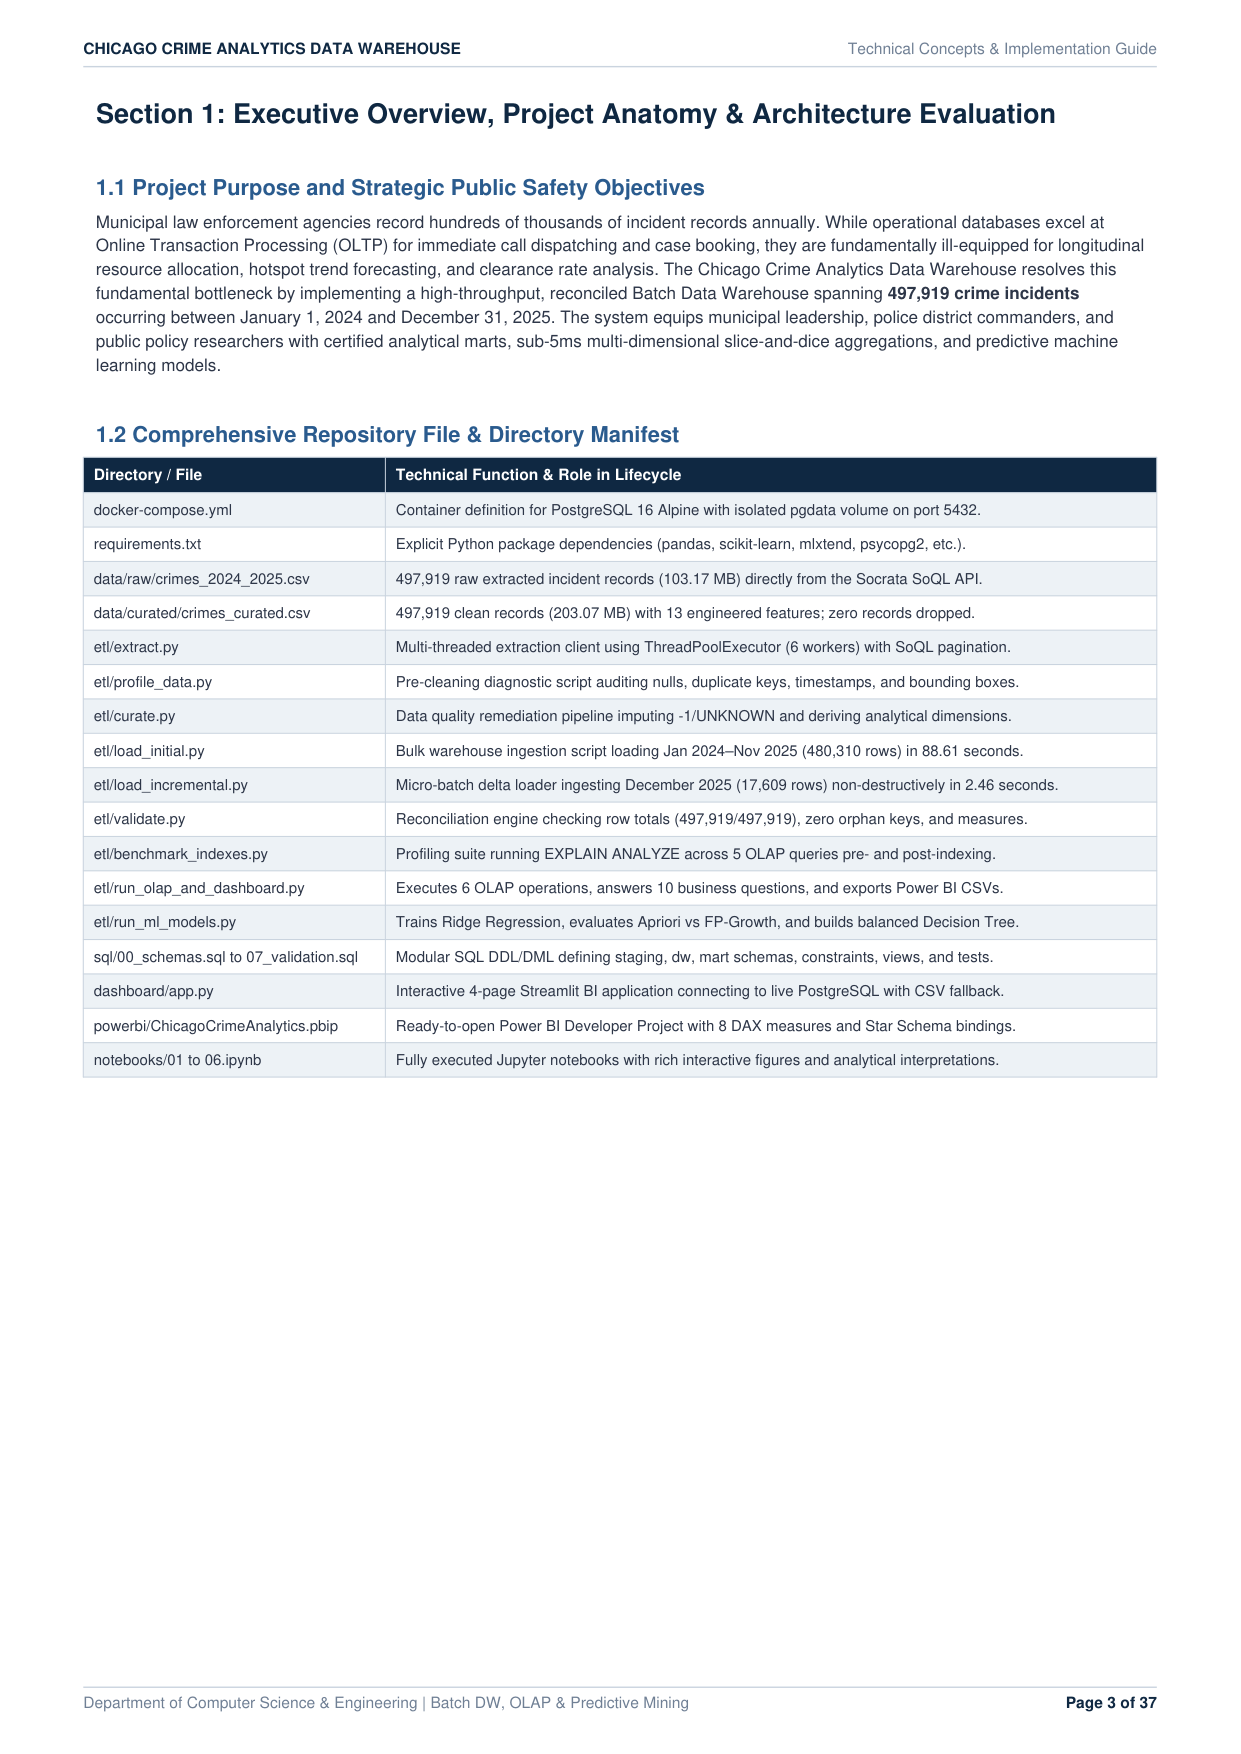 CHICAGO CRIME ANALYTICS DATA WAREHOUSE
Technical Concepts & Implementation Guide
Section 1: Executive Overview, Project Anatomy & Architecture Evaluation
1.1 Project Purpose and Strategic Public Safety Objectives
Municipal law enforcement agencies record hundreds of thousands of incident records annually. While operational databases excel at
Online Transaction Processing (OLTP) for immediate call dispatching and case booking, they are fundamentally ill-equipped for longitudinal
resource allocation, hotspot trend forecasting, and clearance rate analysis. The Chicago Crime Analytics Data Warehouse resolves this
fundamental bottleneck by implementing a high-throughput, reconciled Batch Data Warehouse spanning 497,919 crime incidents
occurring between January 1, 2024 and December 31, 2025. The system equips municipal leadership, police district commanders, and
public policy researchers with certified analytical marts, sub-5ms multi-dimensional slice-and-dice aggregations, and predictive machine
learning models.
1.2 Comprehensive Repository File & Directory Manifest
Directory / File Technical Function & Role in Lifecycle
docker-compose.yml Container definition for PostgreSQL 16 Alpine with isolated pgdata volume on port 5432.
requirements.txt Explicit Python package dependencies (pandas, scikit-learn, mlxtend, psycopg2, etc.).
data/raw/crimes_2024_2025.csv 497,919 raw extracted incident records (103.17 MB) directly from the Socrata SoQL API.
data/curated/crimes_curated.csv 497,919 clean records (203.07 MB) with 13 engineered features; zero records dropped.
etl/extract.py Multi-threaded extraction client using ThreadPoolExecutor (6 workers) with SoQL pagination.
etl/profile_data.py Pre-cleaning diagnostic script auditing nulls, duplicate keys, timestamps, and bounding boxes.
etl/curate.py Data quality remediation pipeline imputing -1/UNKNOWN and deriving analytical dimensions.
etl/load_initial.py Bulk warehouse ingestion script loading Jan 2024–Nov 2025 (480,310 rows) in 88.61 seconds.
etl/load_incremental.py Micro-batch delta loader ingesting December 2025 (17,609 rows) non-destructively in 2.46 seconds.
etl/validate.py Reconciliation engine checking row totals (497,919/497,919), zero orphan keys, and measures.
etl/benchmark_indexes.py Profiling suite running EXPLAIN ANALYZE across 5 OLAP queries pre- and post-indexing.
etl/run_olap_and_dashboard.py Executes 6 OLAP operations, answers 10 business questions, and exports Power BI CSVs.
etl/run_ml_models.py Trains Ridge Regression, evaluates Apriori vs FP-Growth, and builds balanced Decision Tree.
sql/00_schemas.sql to 07_validation.sql Modular SQL DDL/DML defining staging, dw, mart schemas, constraints, views, and tests.
dashboard/app.py Interactive 4-page Streamlit BI application connecting to live PostgreSQL with CSV fallback.
powerbi/ChicagoCrimeAnalytics.pbip Ready-to-open Power BI Developer Project with 8 DAX measures and Star Schema bindings.
notebooks/01 to 06.ipynb Fully executed Jupyter notebooks with rich interactive figures and analytical interpretations.
Department of Computer Science & Engineering | Batch DW, OLAP & Predictive Mining
Page 3 of 37